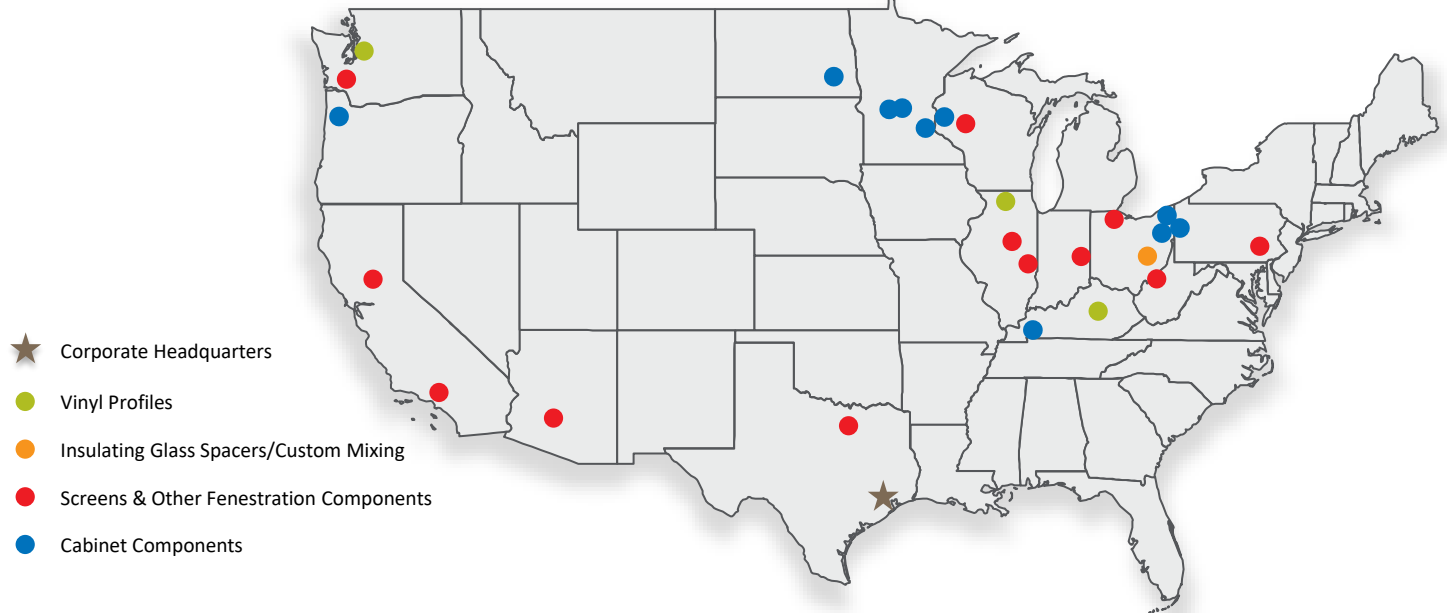 Corporate Headquarters
Vinyl Profiles
Insulating Glass Spacers/Custom Mixing
Screens & Other Fenestration Components
Cabinet Components